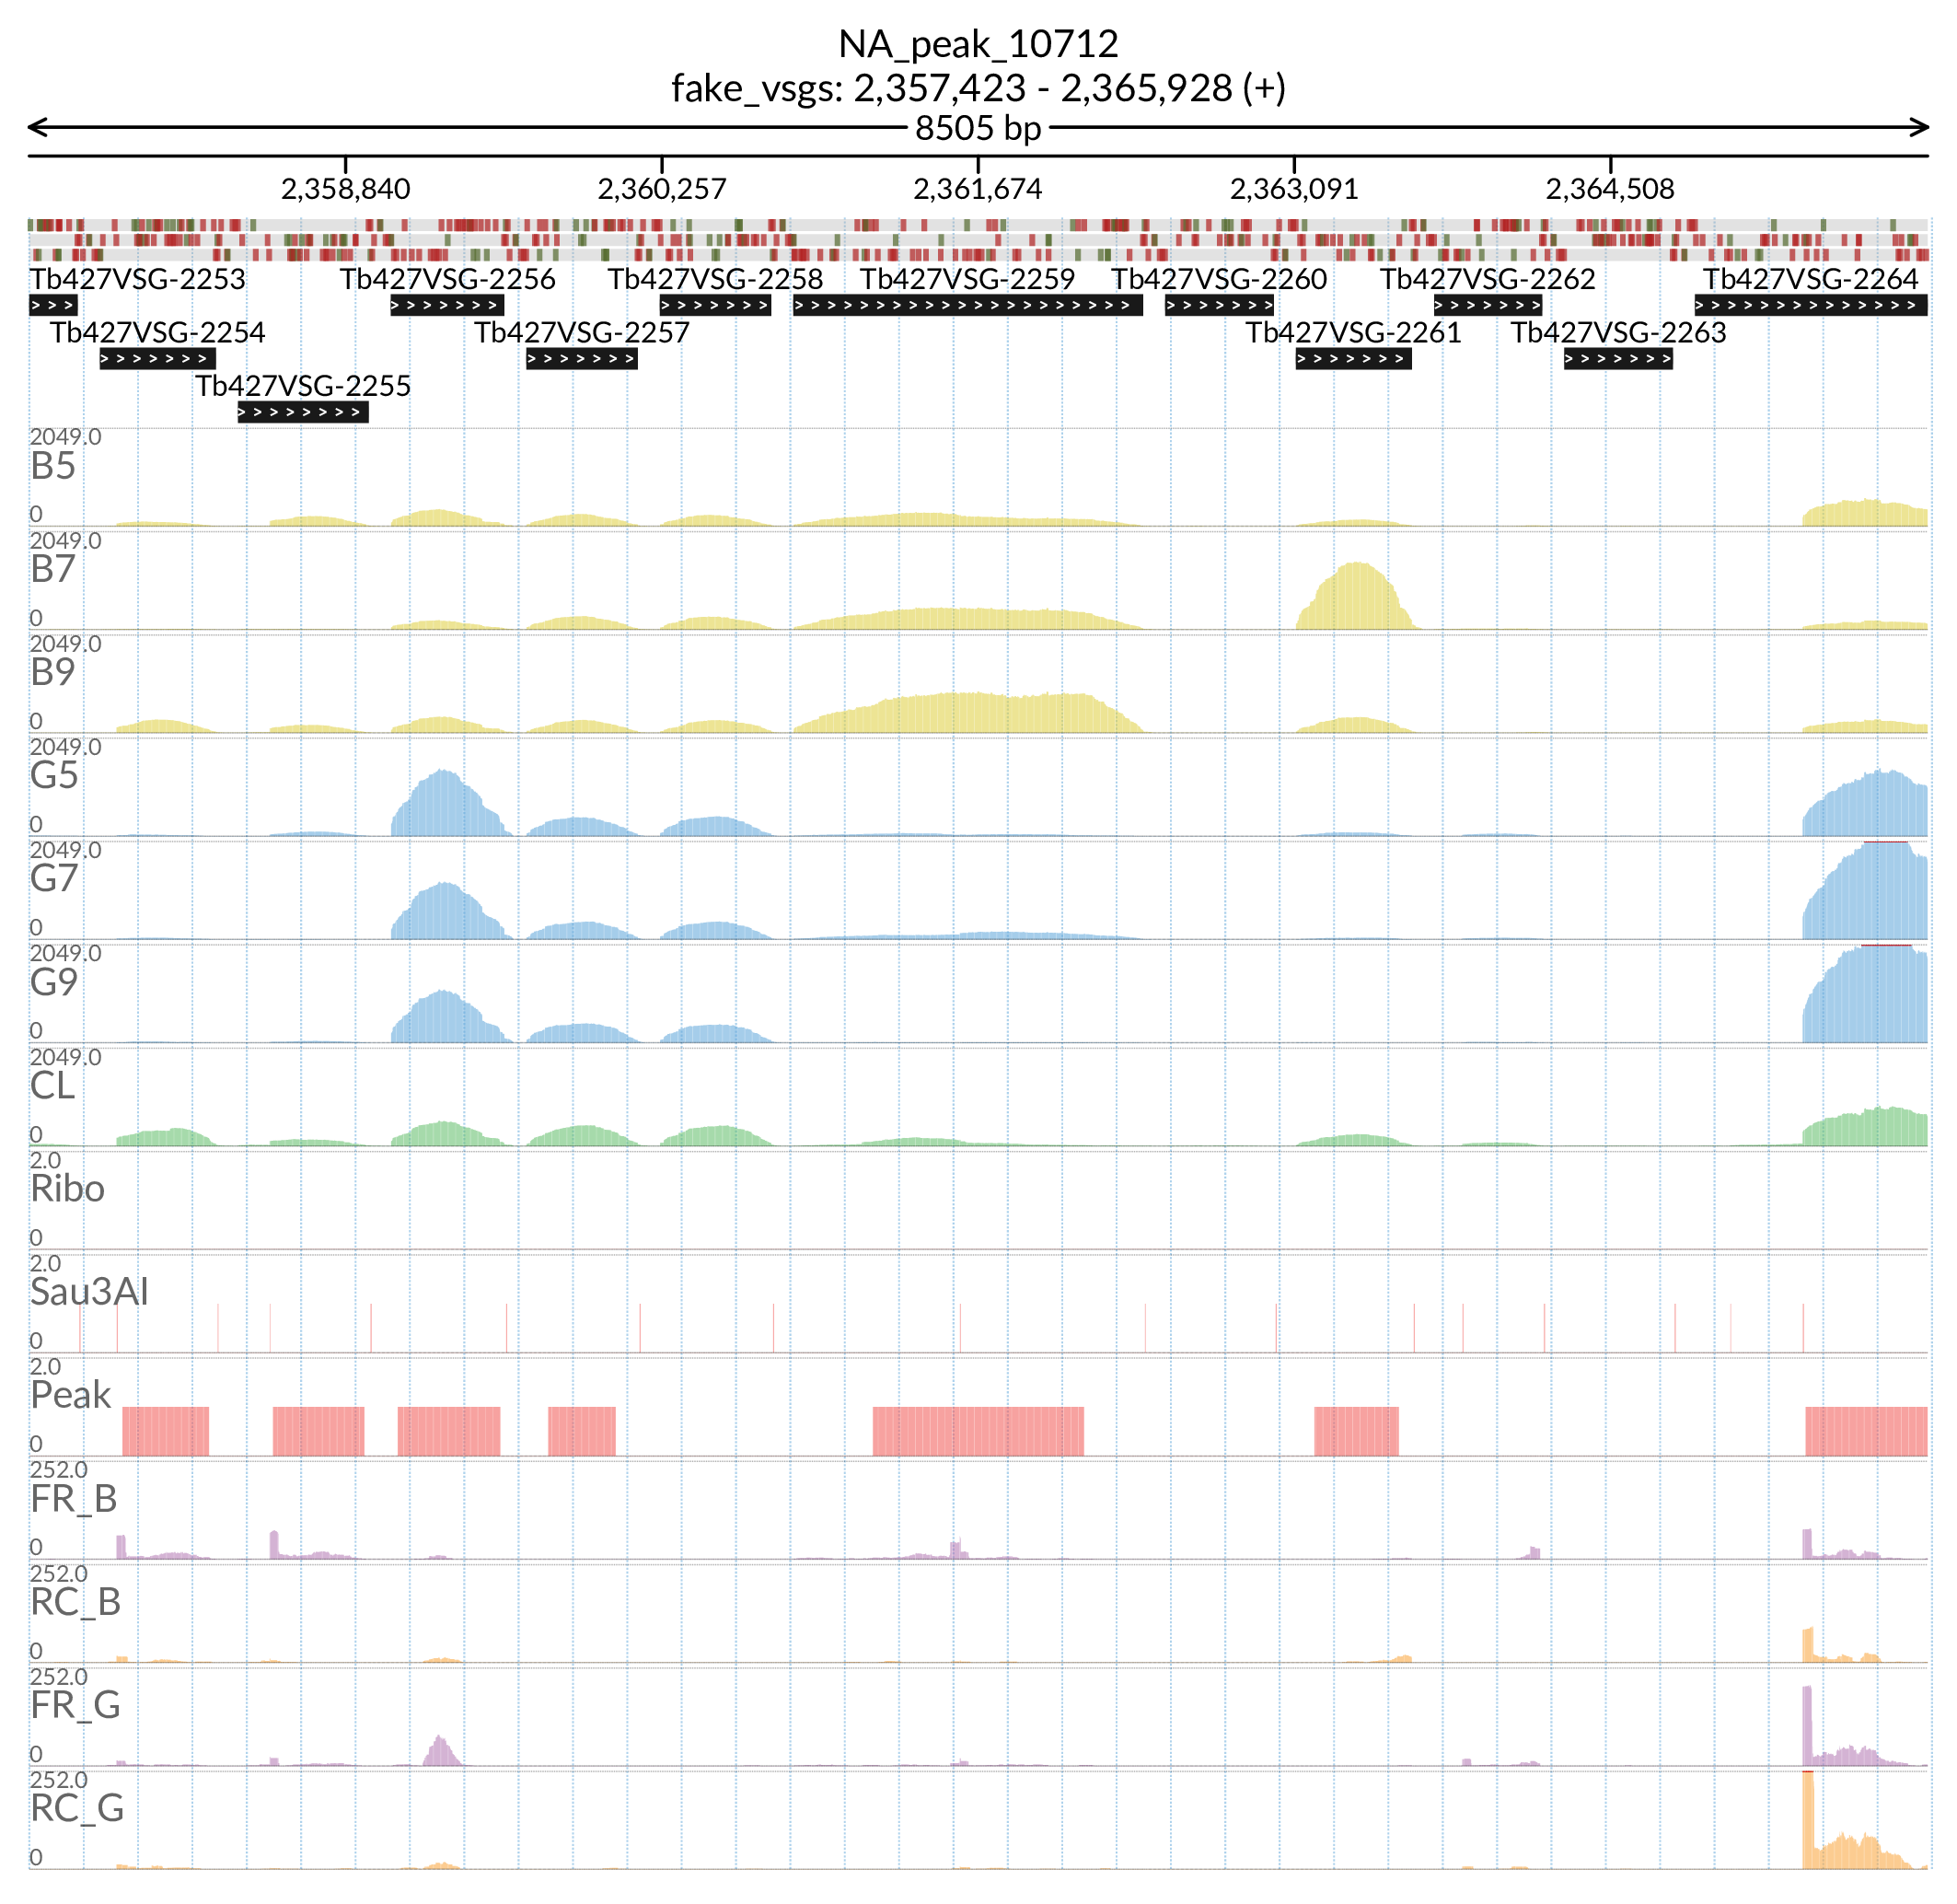 NA_peak_10712
fake_vsgs: 2,357,423 - 2,365,928 (+)
8505 bp
2,358,840 2,360,257 2,361,674 2,363,091 2,364,508
Tb427VSG-2253 Tb427VSG-2256 Tb427VSG-2258 Tb427VSG-2259 Tb427VSG-2260 Tb427VSG-2262 Tb427VSG-2264
Tb427VSG-2254 Tb427VSG-2257 Tb427VSG-2261 Tb427VSG-2263
Tb427VSG-2255
2049.0
B5
0
2049.0
B7
0
2049.0
B9
0
2049.0
G5
0
2049.0
G7
0
2049.0
G9
0
2049.0
CL
0
2.0
Ribo
0
2.0
Sau3AI
0
2.0
Peak
0
252.0
FR_B
0
252.0
RC_B
0
252.0
FR_G
0
252.0
RC_G
0